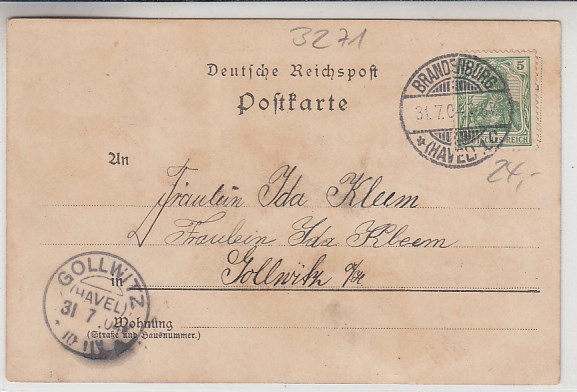 3271
Deutsche Reichspost
Postkarte
BRANDENBURG
31.7.0
*(HAVEL)
5
REICH
24,-
An
Fräulein Ida Kleem
Fräulein Ida Kleem
in Gollwitz
GOLLWITZ
(HAVEL)
31 7.0
Wohnung
(Straße und Hausnummer.)